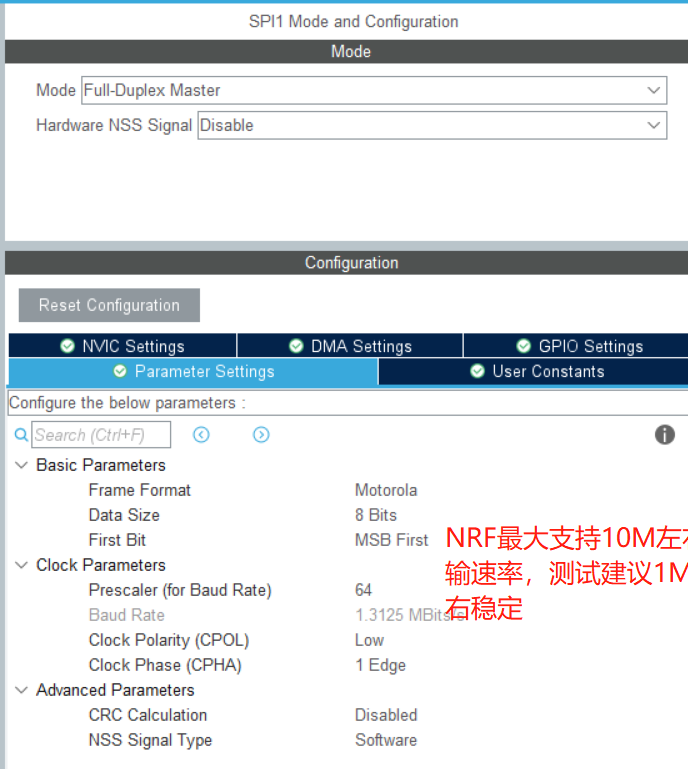 SPI1 Mode and Configuration
Mode
Mode Full-Duplex Master
Hardware NSS Signal Disable
Configuration
Reset Configuration
NVIC Settings DMA Settings GPIO Settings
Parameter Settings User Constants
Configure the below parameters :
Search (Ctrl+F)
Basic Parameters
Frame Format Motorola
Data Size 8 Bits
First Bit MSB First
NRF最大支持10M左右
输速率，测试建议1M
右稳定
Clock Parameters
Prescaler (for Baud Rate) 64
Baud Rate 1.3125 MBits/s
Clock Polarity (CPOL) Low
Clock Phase (CPHA) 1 Edge
Advanced Parameters
CRC Calculation Disabled
NSS Signal Type Software